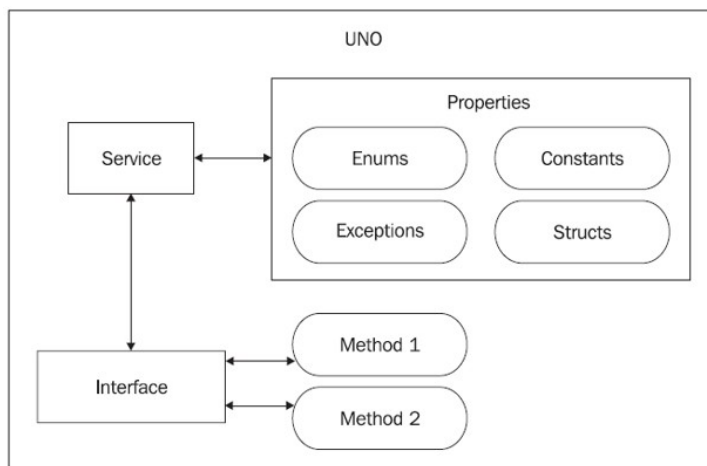 UNO
Properties
Service
Enums
Constants
Exceptions
Structs
Interface
Method 1
Method 2